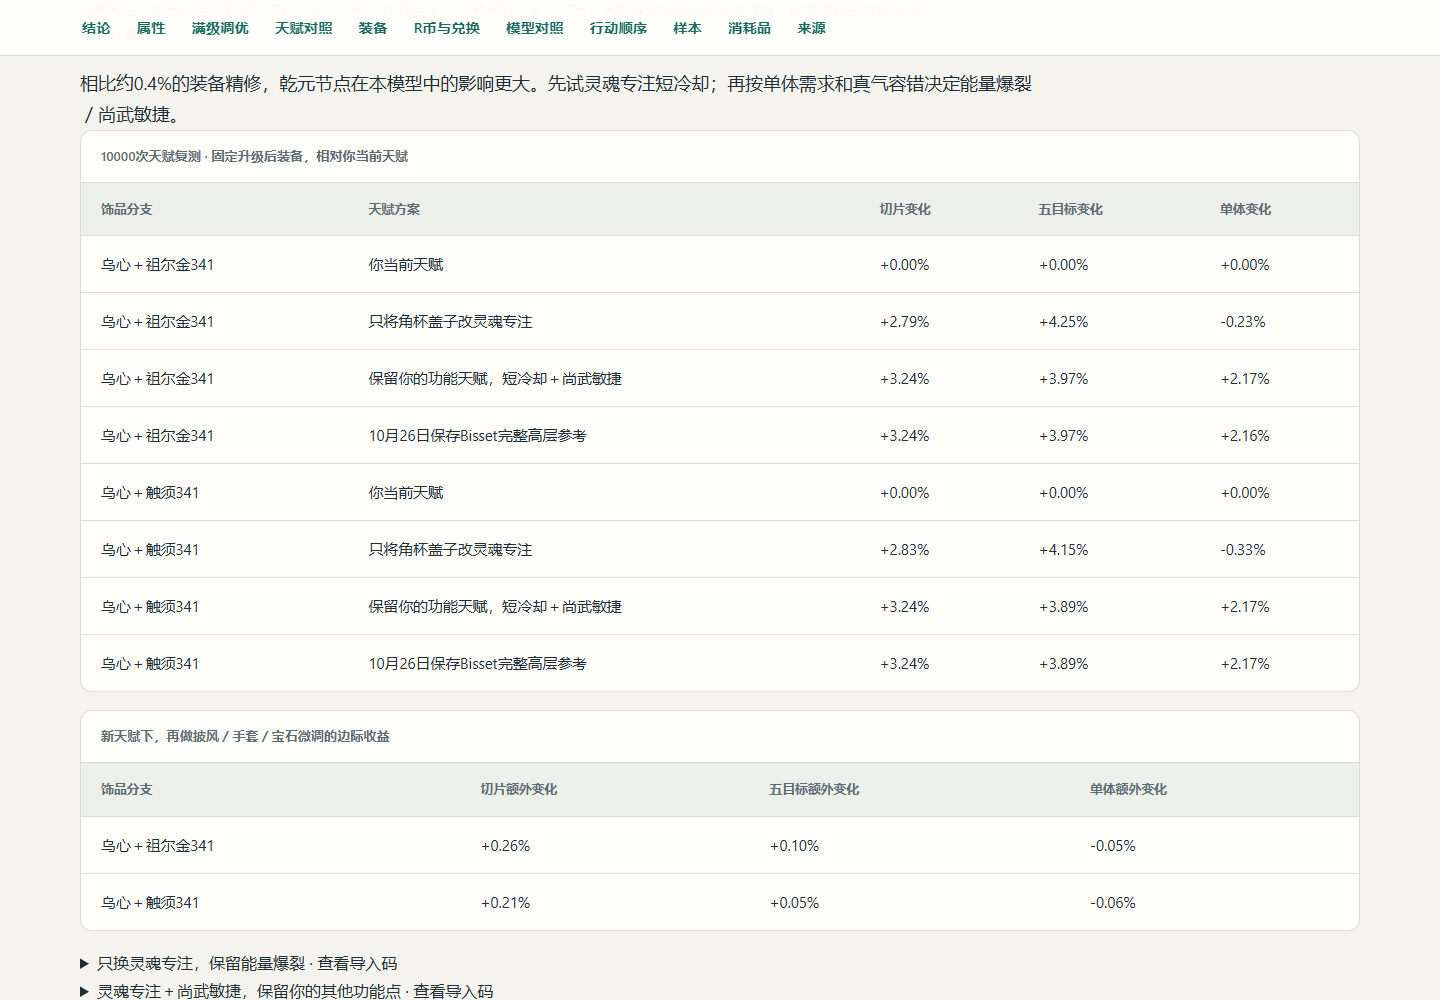 结论 属性 满级调优 天赋对照 装备 R币与兑换 模型对照 行动顺序 样本 消耗品 来源
相比约0.4%的装备精修，乾元节点在本模型中的影响更大。先试灵魂专注短冷却；再按单体需求和真气容错决定能量爆裂
/ 尚武敏捷。
10000次天赋复测 · 固定升级后装备，相对你当前天赋
饰品分支 天赋方案 切片变化 五目标变化 单体变化
乌心 + 祖尔金341 你当前天赋 +0.00% +0.00% +0.00%
乌心 + 祖尔金341 只将角杯盖子改灵魂专注 +2.79% +4.25% -0.23%
乌心 + 祖尔金341 保留你的功能天赋，短冷却 + 尚武敏捷 +3.24% +3.97% +2.17%
乌心 + 祖尔金341 10月26日保存Bisset完整高层参考 +3.24% +3.97% +2.16%
乌心 + 触须341 你当前天赋 +0.00% +0.00% +0.00%
乌心 + 触须341 只将角杯盖子改灵魂专注 +2.83% +4.15% -0.33%
乌心 + 触须341 保留你的功能天赋，短冷却 + 尚武敏捷 +3.24% +3.89% +2.17%
乌心 + 触须341 10月26日保存Bisset完整高层参考 +3.24% +3.89% +2.17%
新天赋下，再做披风 / 手套 / 宝石微调的边际收益
饰品分支 切片额外变化 五目标额外变化 单体额外变化
乌心 + 祖尔金341 +0.26% +0.10% -0.05%
乌心 + 触须341 +0.21% +0.05% -0.06%
▶ 只换灵魂专注，保留能量爆裂 · 查看导入码
▶ 灵魂专注 + 尚武敏捷，保留你的其他功能点 · 查看导入码